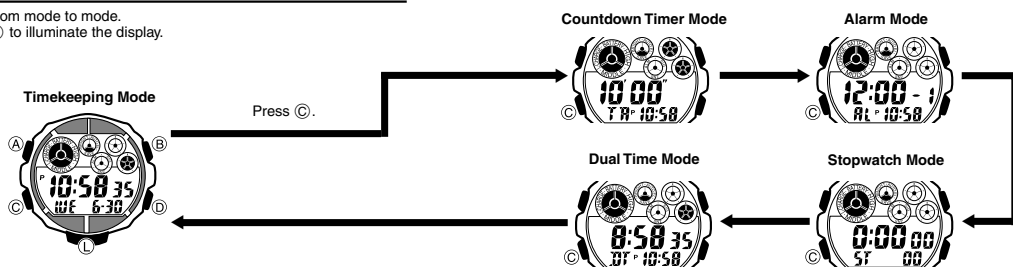 om mode to mode.
) to illuminate the display.
Countdown Timer Mode
Alarm Mode
Timekeeping Mode
Press Ⓒ.
10'00"
TR P 10:58
Ⓒ
12:00 - 1
AL P 10:58
Ⓒ
Ⓐ
Ⓑ
P 10:58 35
6-30
Ⓒ
Ⓓ
Ⓛ
Dual Time Mode
Stopwatch Mode
8:58 35
DT P 10:58
Ⓒ
0:00 00
ST 00
Ⓒ